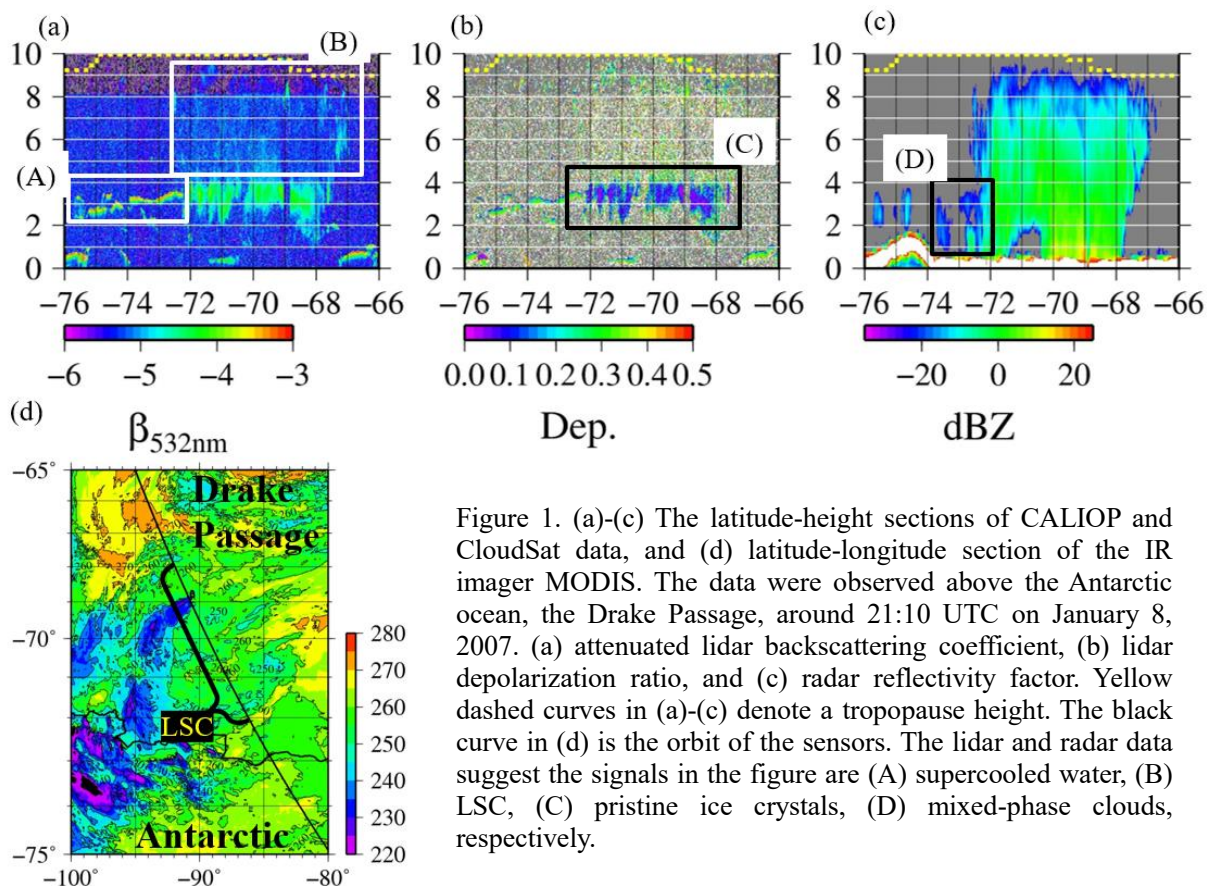 (a)
(b)
(c)
(B)
(A)
(C)
(D)
10
8
6
4
2
0
−76 −74 −72 −70 −68 −66
10
8
6
4
2
0
−76 −74 −72 −70 −68 −66
10
8
6
4
2
0
−76 −74 −72 −70 −68 −66
−6 −5 −4 −3
0.0 0.1 0.2 0.3 0.4 0.5
−20 0 20
β532nm
Dep.
dBZ
(d)
−65°
−70°
−75°
Drake
Passage
LSC
Antarctic
−100° −90° −80°
280
270
260
250
240
230
220
Figure 1. (a)-(c) The latitude-height sections of CALIOP and
CloudSat data, and (d) latitude-longitude section of the IR
imager MODIS. The data were observed above the Antarctic
ocean, the Drake Passage, around 21:10 UTC on January 8,
2007. (a) attenuated lidar backscattering coefficient, (b) lidar
depolarization ratio, and (c) radar reflectivity factor. Yellow
dashed curves in (a)-(c) denote a tropopause height. The black
curve in (d) is the orbit of the sensors. The lidar and radar data
suggest the signals in the figure are (A) supercooled water, (B)
LSC, (C) pristine ice crystals, (D) mixed-phase clouds,
respectively.